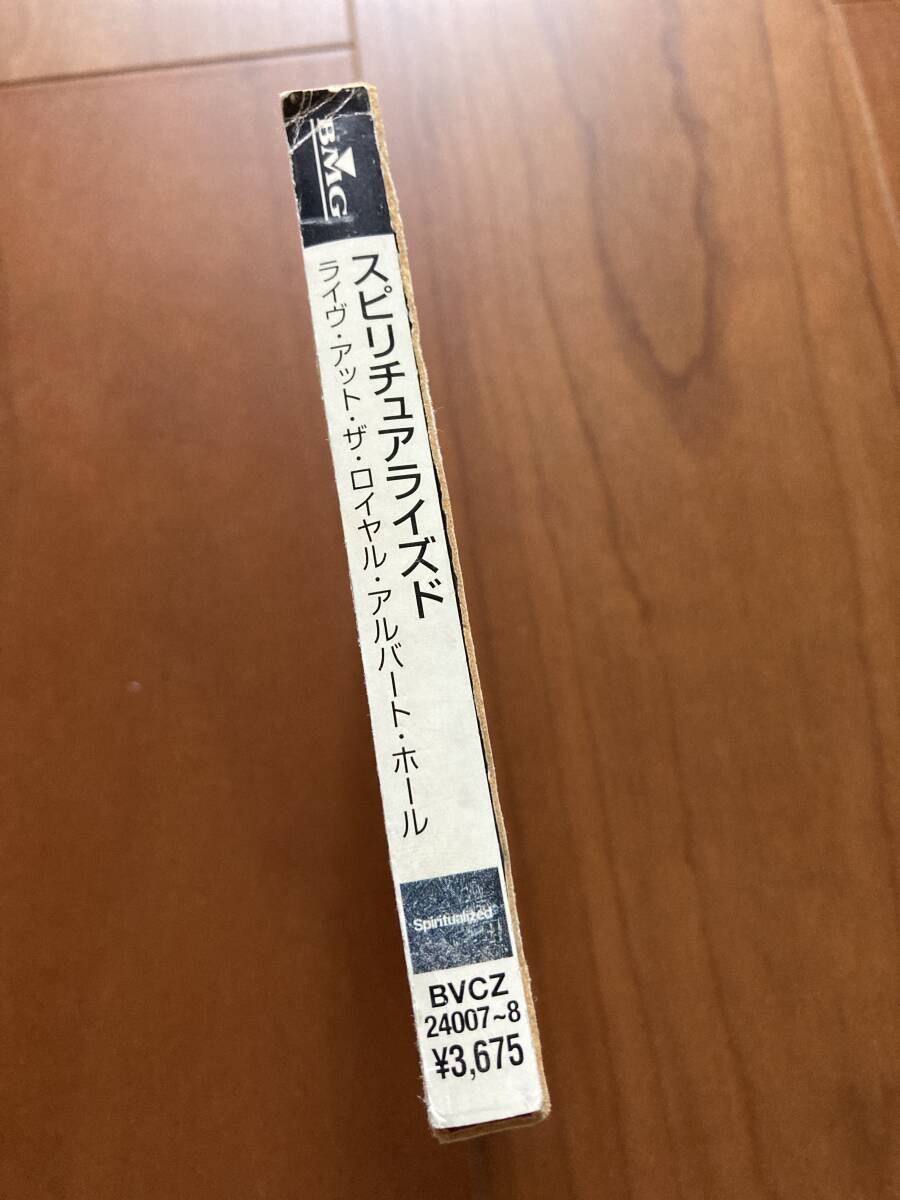 BMG
スピリチュアライズド
ライヴ・アット・ザ・ロイヤル・アルバート・ホール
Spiritualized
BVCZ
24007~8
¥3,675